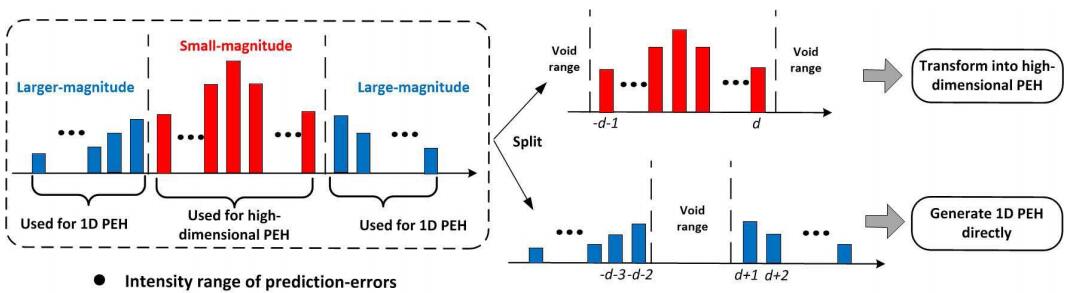 Small-magnitude
Larger-magnitude
Large-magnitude
Used for 1D PEH
Used for high-
dimensional PEH
Used for 1D PEH
Intensity range of prediction-errors
Split
Void
range
Void
range
-d-1
d
Transform into high-
dimensional PEH
Void
range
-d-3
-d-2
d+1
d+2
Generate 1D PEH
directly